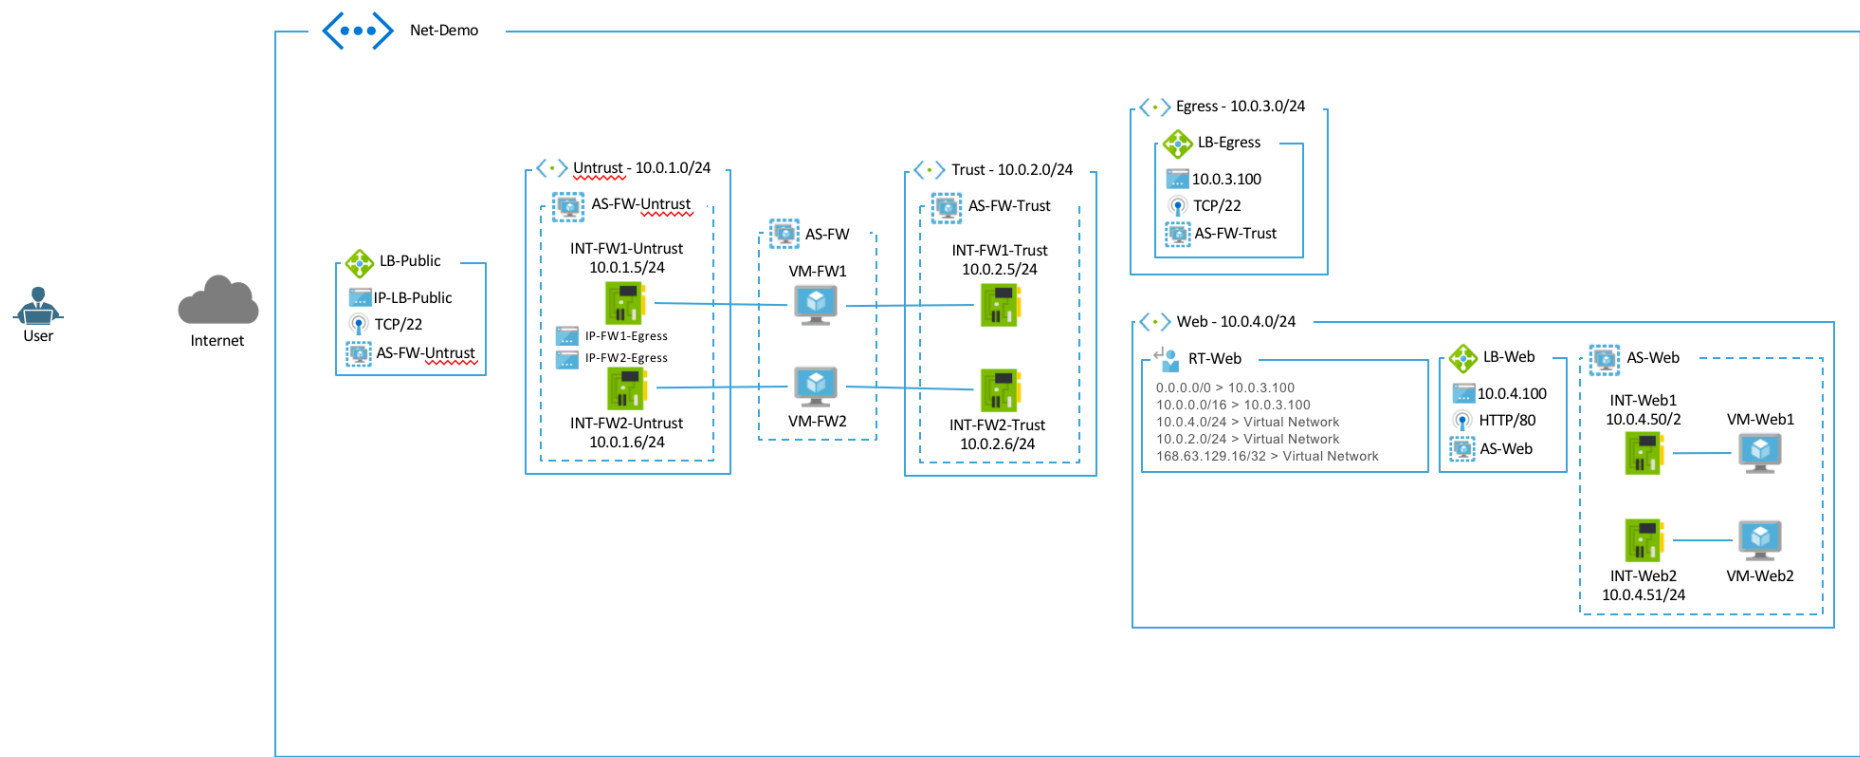 Net-Demo
User
Internet
LB-Public
IP-LB-Public
TCP/22
AS-FW-Untrust
Untrust - 10.0.1.0/24
AS-FW-Untrust
INT-FW1-Untrust
10.0.1.5/24
IP-FW1-Egress
IP-FW2-Egress
INT-FW2-Untrust
10.0.1.6/24
AS-FW
VM-FW1
VM-FW2
Trust - 10.0.2.0/24
AS-FW-Trust
INT-FW1-Trust
10.0.2.5/24
INT-FW2-Trust
10.0.2.6/24
Egress - 10.0.3.0/24
LB-Egress
10.0.3.100
TCP/22
AS-FW-Trust
Web - 10.0.4.0/24
RT-Web
0.0.0.0/0 > 10.0.3.100
10.0.0.0/16 > 10.0.3.100
10.0.4.0/24 > Virtual Network
10.0.2.0/24 > Virtual Network
168.63.129.16/32 > Virtual Network
LB-Web
10.0.4.100
HTTP/80
AS-Web
AS-Web
INT-Web1
10.0.4.50/2
VM-Web1
INT-Web2
10.0.4.51/24
VM-Web2